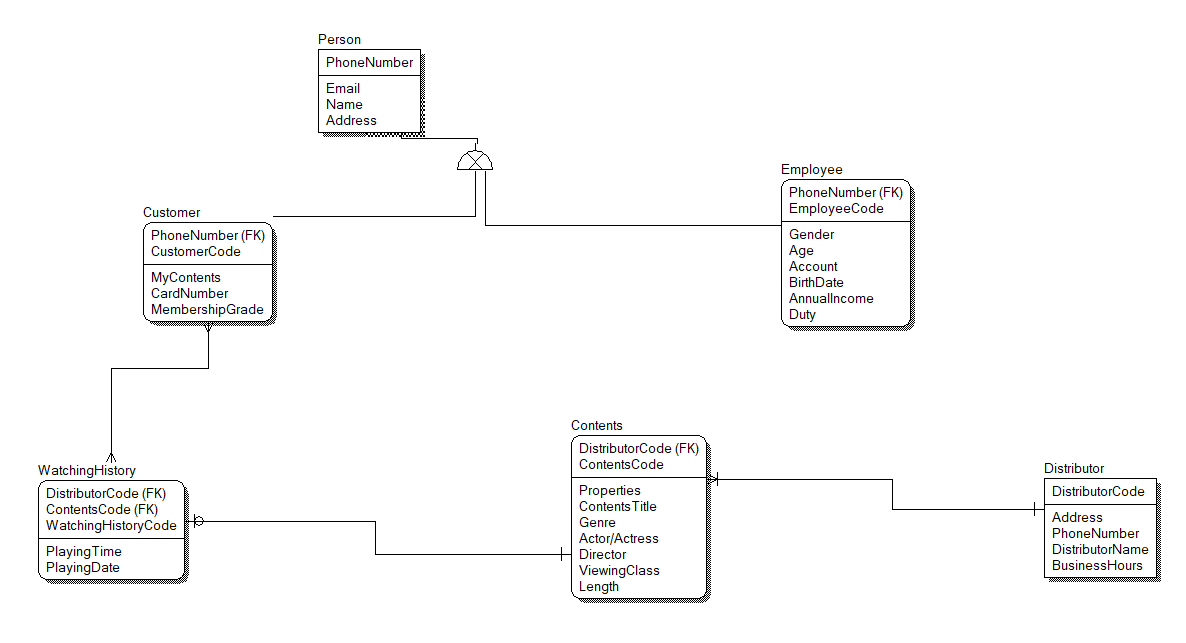 Person
PhoneNumber
Email
Name
Address
Employee
PhoneNumber (FK)
EmployeeCode
Gender
Age
Account
BirthDate
AnnualIncome
Duty
Customer
PhoneNumber (FK)
CustomerCode
MyContents
CardNumber
MembershipGrade
Contents
DistributorCode (FK)
ContentsCode
Properties
ContentsTitle
Genre
Actor/Actress
Director
ViewingClass
Length
WatchingHistory
DistributorCode (FK)
ContentsCode (FK)
WatchingHistoryCode
PlayingTime
PlayingDate
Distributor
DistributorCode
Address
PhoneNumber
DistributorName
BusinessHours